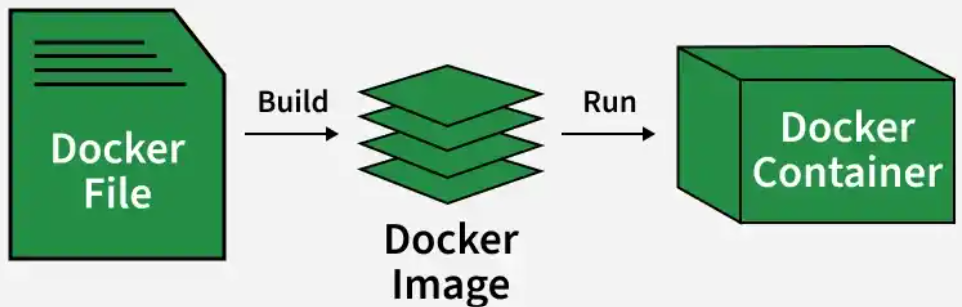 Docker
File
Build
Docker
Image
Run
Docker
Container